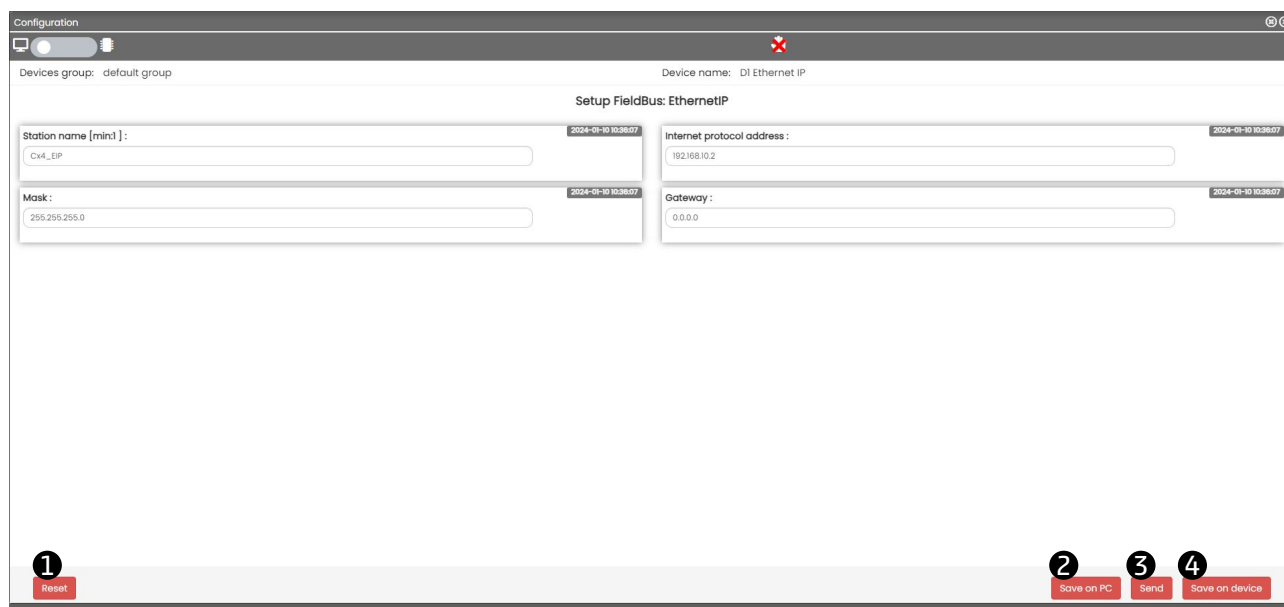 Configuration
Devices group: default group Device name: D1 Ethernet IP
Setup FieldBus: EthernetIP
Station name [min:1 ] : 2024-01-10 10:36:07 Internet protocol address : 2024-01-10 10:36:07
Cx4_EIP 192.168.10.2
Mask : 2024-01-10 10:36:07 Gateway : 2024-01-10 10:36:07
255.255.255.0 0.0.0.0
1 2 3 4
Reset Save on PC Send Save on device